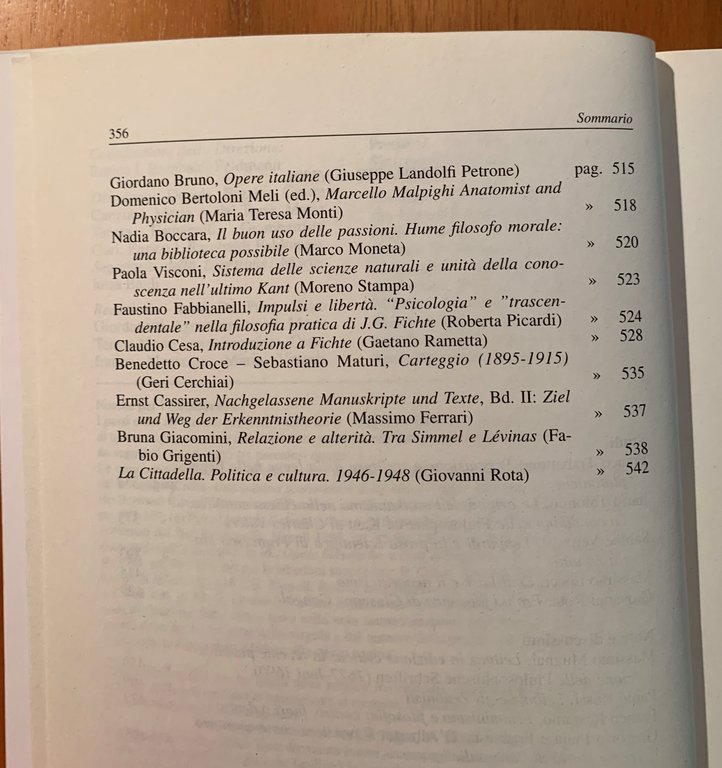 356
Sommario
Giordano Bruno, Opere italiane (Giuseppe Landolfi Petrone) pag. 515
Domenico Bertoloni Meli (ed.), Marcello Malpighi Anatomist and
Physician (Maria Teresa Monti) » 518
Nadia Boccara, Il buon uso delle passioni. Hume filosofo morale:
una biblioteca possibile (Marco Moneta) » 520
Paola Visconi, Sistema delle scienze naturali e unità della cono-
scenza nell'ultimo Kant (Moreno Stampa) » 523
Faustino Fabbianelli, Impulsi e libertà. “Psicologia” e ”trascen-
dentale” nella filosofia pratica di J.G. Fichte (Roberta Picardi) » 524
Claudio Cesa, Introduzione a Fichte (Gaetano Rametta) » 528
Benedetto Croce – Sebastiano Maturi, Carteggio (1895-1915)
(Geri Cerchiai) » 535
Ernst Cassirer, Nachgelassene Manuskripte und Texte, Bd. II: Ziel
und Weg der Erkenntnistheorie (Massimo Ferrari) » 537
Bruna Giacomini, Relazione e alterità. Tra Simmel e Lévinas (Fa-
bio Grigenti) » 538
La Cittadella. Politica e cultura. 1946-1948 (Giovanni Rota) » 542